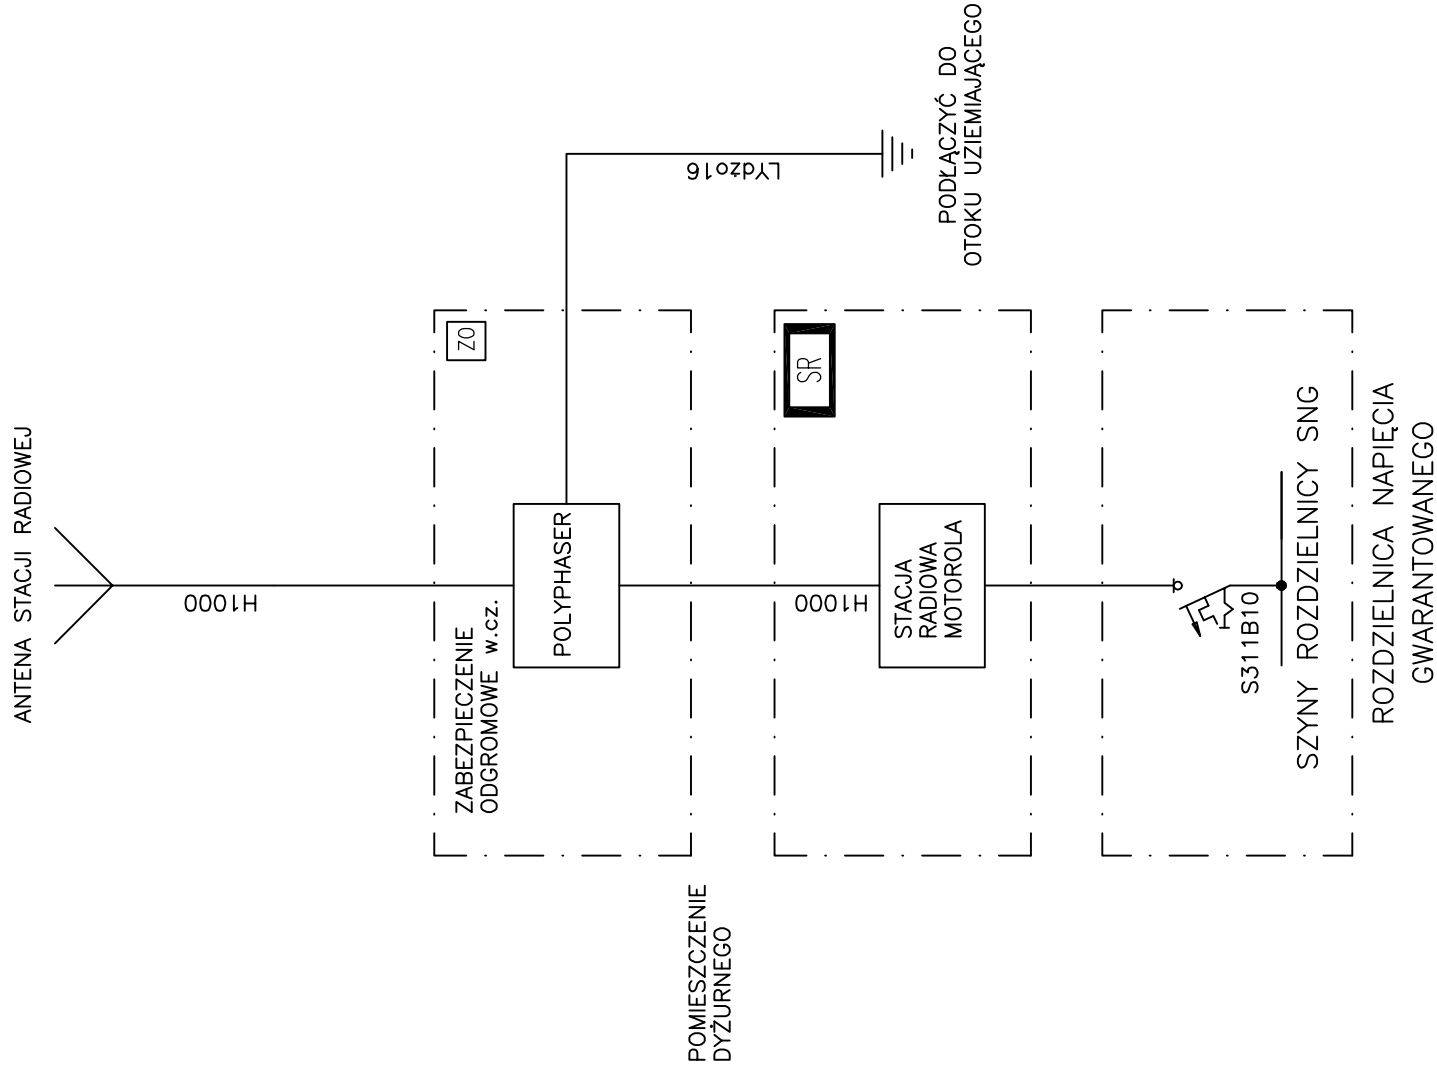 ANTENA STACJI RADIOWEJ
H1000
ZABEZPIECZENIE
ODGROMOWE w.cz.
ZO
POLYPHASER
LYdżo16
PODŁĄCZYĆ DO
OTOKU UZIEMIAJĄCEGO
POMIESZCZENIE
DYŻURNEGO
H1000
SR
STACJA
RADIOWA
MOTOROLA
S311B10
SZYNY ROZDZIELNICY SNG
ROZDZIELNICA NAPIĘCIA
GWARANTOWANEGO